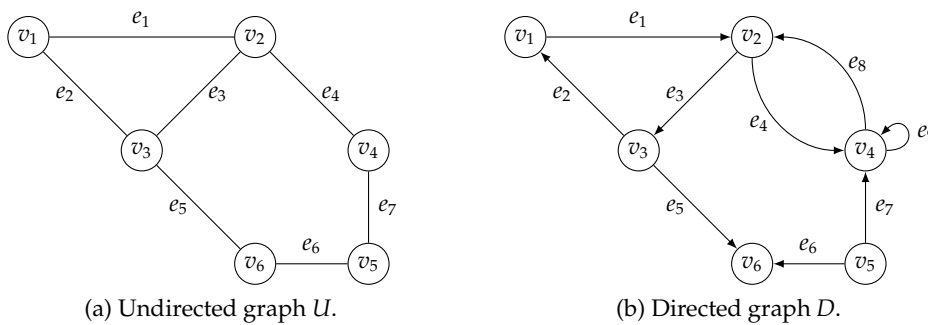 v₁ e₁ v₂ v₁ e₁ v₂
e₈
e₂ e₃ e₄ e₂ e₃
e₄
v₃ v₄ v₃ v₄
e₅ e₇ e₅ e₇
e₆ e₆
v₆ v₅ v₆ v₅
(a) Undirected graph U. (b) Directed graph D.